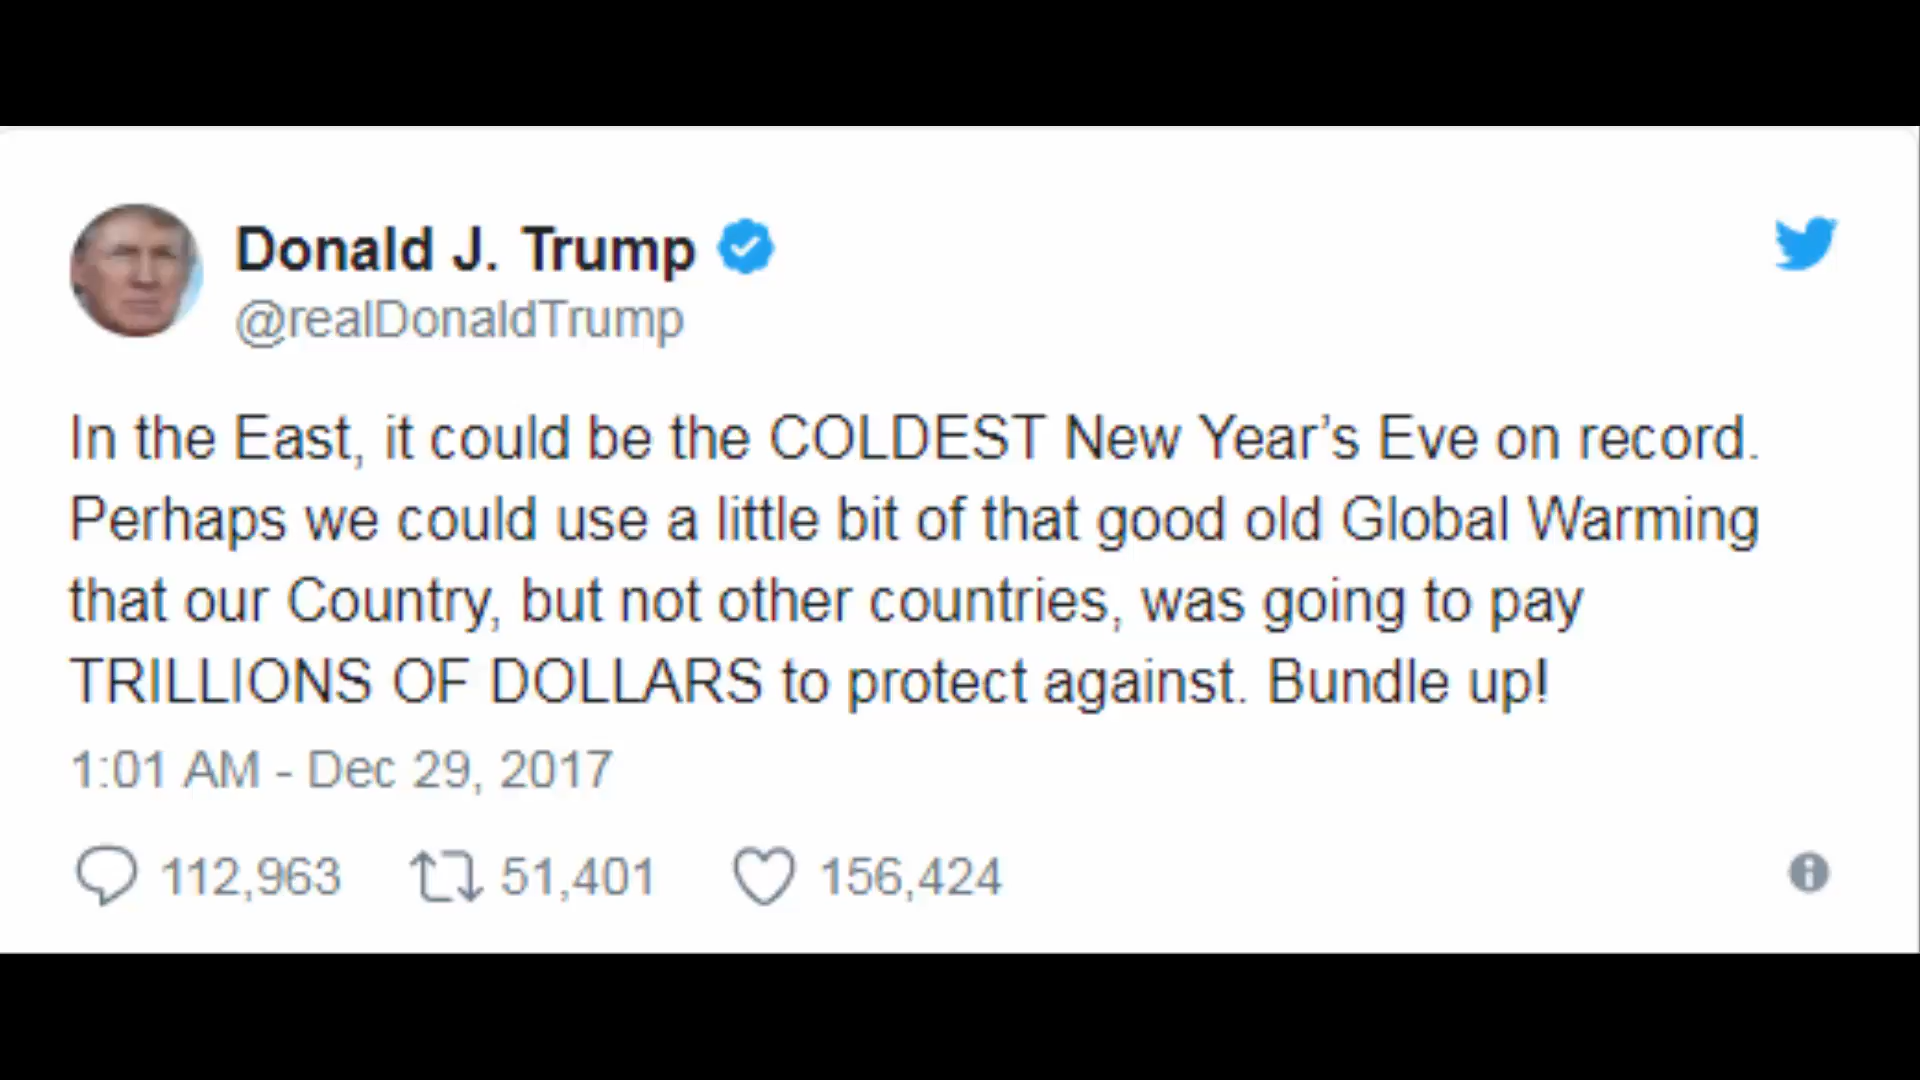 Donald J. Trump
@realDonaldTrump
In the East, it could be the COLDEST New Year’s Eve on record.
Perhaps we could use a little bit of that good old Global Warming
that our Country, but not other countries, was going to pay
TRILLIONS OF DOLLARS to protect against. Bundle up!
1:01 AM - Dec 29, 2017
112,963 51,401 156,424